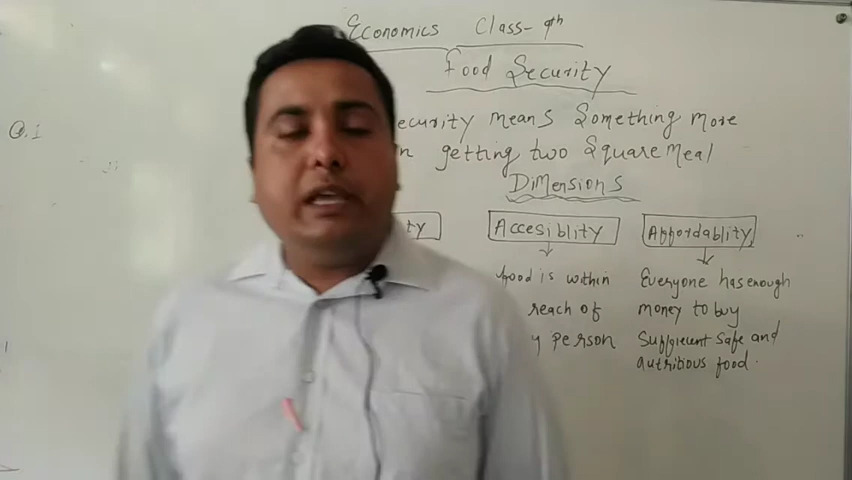 Economics Class-9th
Food Security
Q.1
ecurity means Something more
n getting two Square meal
Dimensions
ty Accesiblity Affordablity
food is within Everyone has enough
reach of money to buy
y person Sufficient safe and
nutritious food.